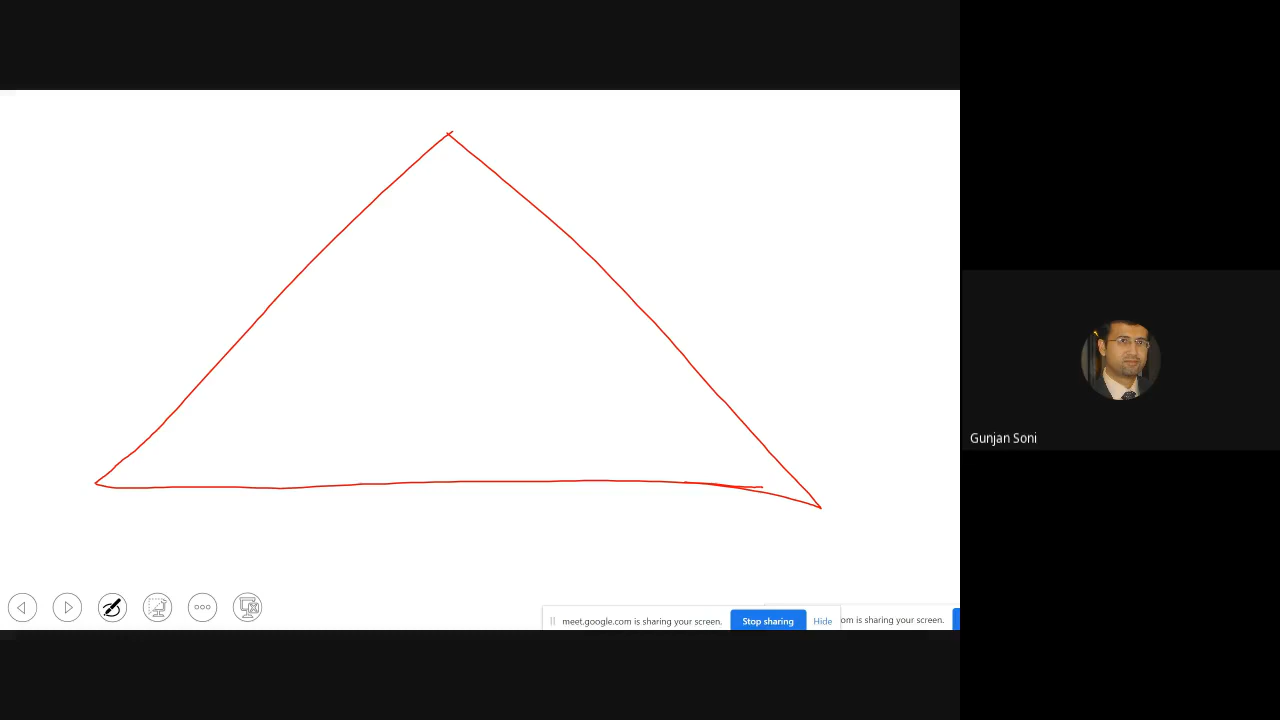 Gunjan Soni
meet.google.com is sharing your screen.
Stop sharing
Hide
om is sharing your screen.